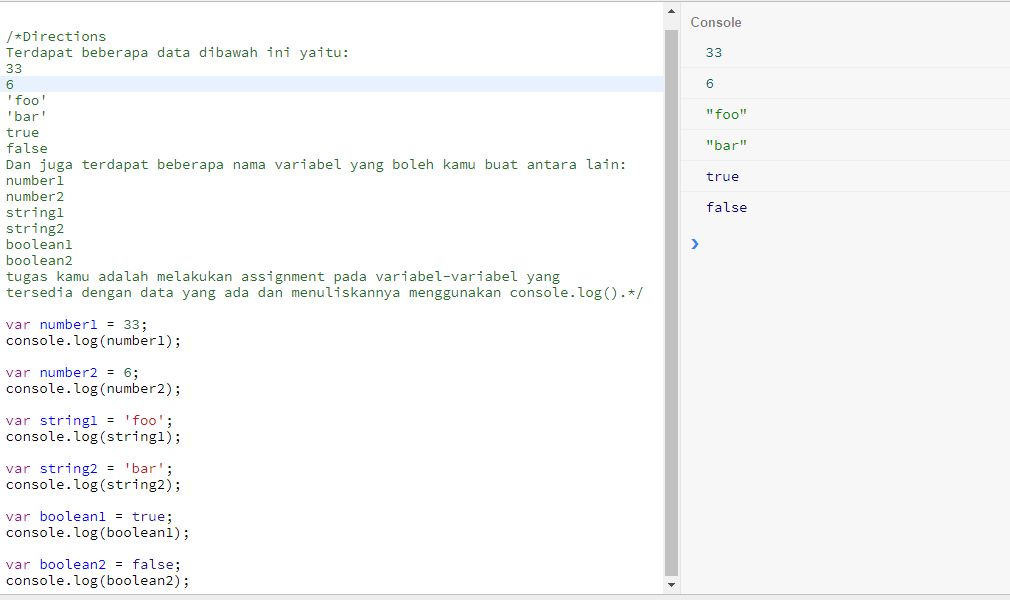 /*Directions
Terdapat beberapa data dibawah ini yaitu:
33
6
'foo'
'bar'
true
false
Dan juga terdapat beberapa nama variabel yang boleh kamu buat antara lain:
number1
number2
string1
string2
boolean1
boolean2
tugas kamu adalah melakukan assignment pada variabel-variabel yang
tersedia dengan data yang ada dan menuliskannya menggunakan console.log().*/
var number1 = 33;
console.log(number1);
var number2 = 6;
console.log(number2);
var string1 = 'foo';
console.log(string1);
var string2 = 'bar';
console.log(string2);
var boolean1 = true;
console.log(boolean1);
var boolean2 = false;
console.log(boolean2);
Console
33
6
"foo"
"bar"
true
false
❯